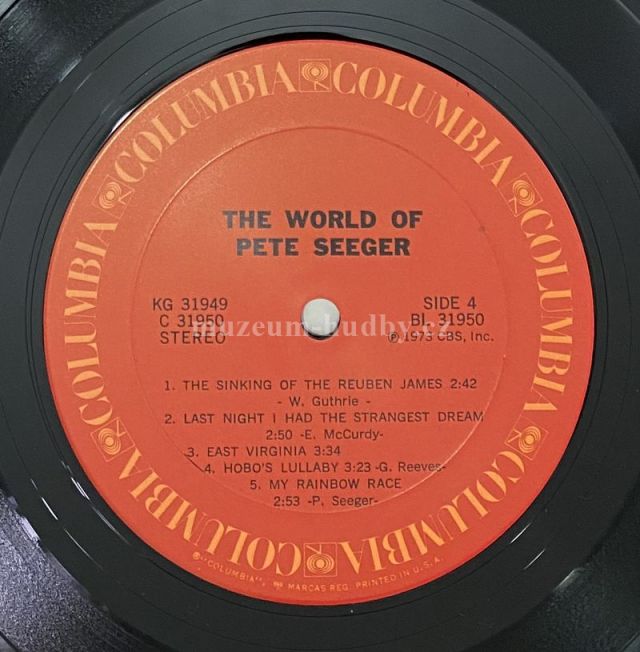 COLUMBIA COLUMBIA COLUMBIA COLUMBIA COLUMBIA COLUMBIA
THE WORLD OF
PETE SEEGER
KG 31949
C 31950
STEREO
SIDE 4
BL 31950
℗ 1973 CBS, Inc.
muzeum-hudby.cz
1. THE SINKING OF THE REUBEN JAMES 2:42
- W. Guthrie -
2. LAST NIGHT I HAD THE STRANGEST DREAM
2:50 -E. McCurdy-
3. EAST VIRGINIA 3:34
4. HOBO'S LULLABY 3:23 -G. Reeves-
5. MY RAINBOW RACE
2:53 -P. Seeger-
"COLUMBIA", MARCAS REG. PRINTED IN U.S.A.